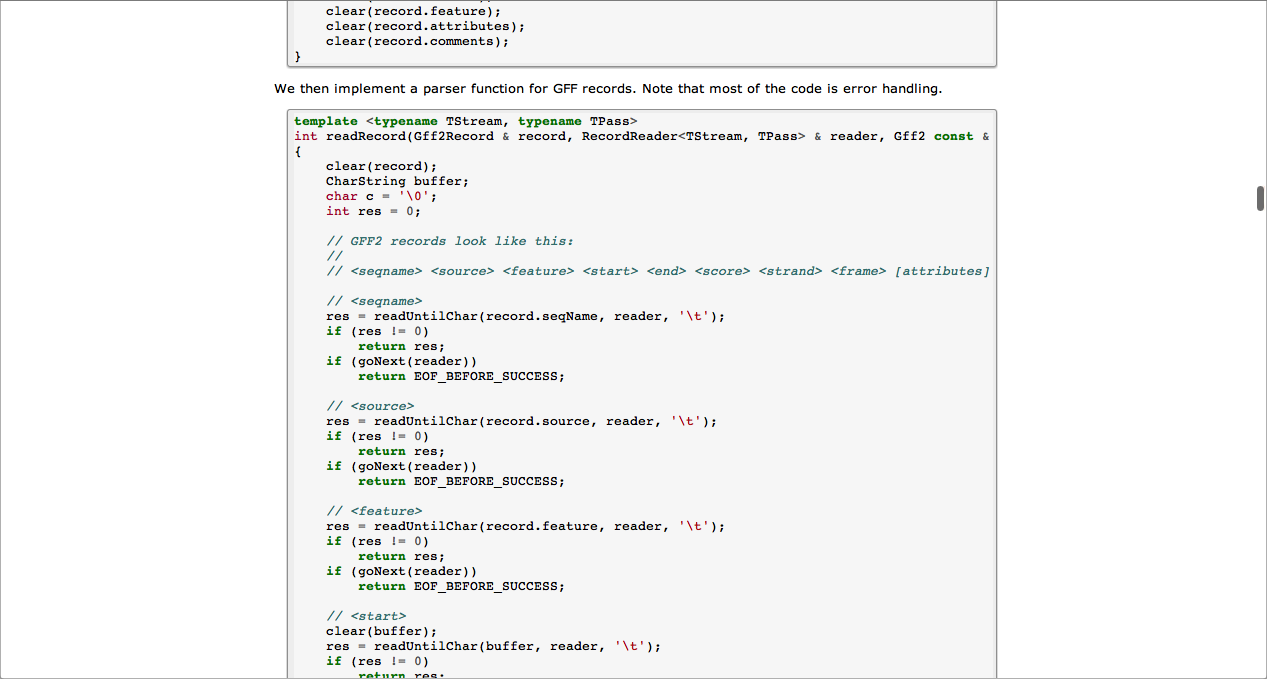 clear(record.feature);
    clear(record.attributes);
    clear(record.comments);
}
We then implement a parser function for GFF records. Note that most of the code is error handling.
template <typename TStream, typename TPass>
int readRecord(Gff2Record & record, RecordReader<TStream, TPass> & reader, Gff2 const &
{
    clear(record);
    CharString buffer;
    char c = '\0';
    int res = 0;
    // GFF2 records look like this:
    //
    // <seqname> <source> <feature> <start> <end> <score> <strand> <frame> [attributes]
    // <seqname>
    res = readUntilChar(record.seqName, reader, '\t');
    if (res != 0)
        return res;
    if (goNext(reader))
        return EOF_BEFORE_SUCCESS;
    // <source>
    res = readUntilChar(record.source, reader, '\t');
    if (res != 0)
        return res;
    if (goNext(reader))
        return EOF_BEFORE_SUCCESS;
    // <feature>
    res = readUntilChar(record.feature, reader, '\t');
    if (res != 0)
        return res;
    if (goNext(reader))
        return EOF_BEFORE_SUCCESS;
    // <start>
    clear(buffer);
    res = readUntilChar(buffer, reader, '\t');
    if (res != 0)
        return res;